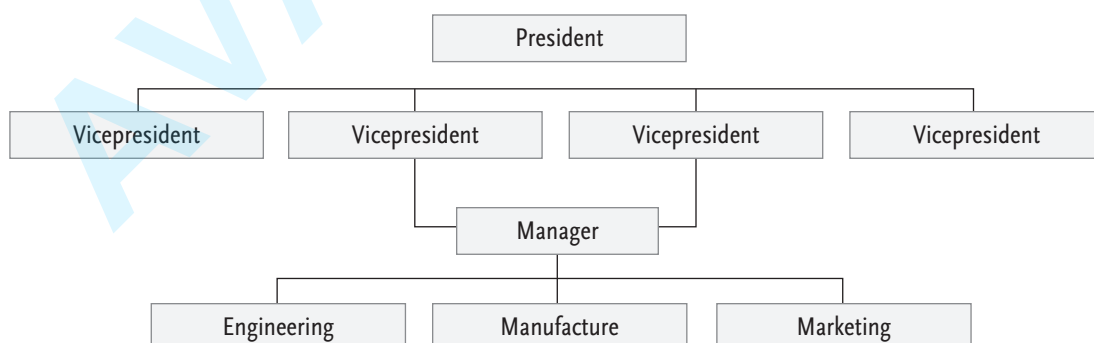 President
Vicepresident Vicepresident Vicepresident Vicepresident
Manager
Engineering Manufacture Marketing